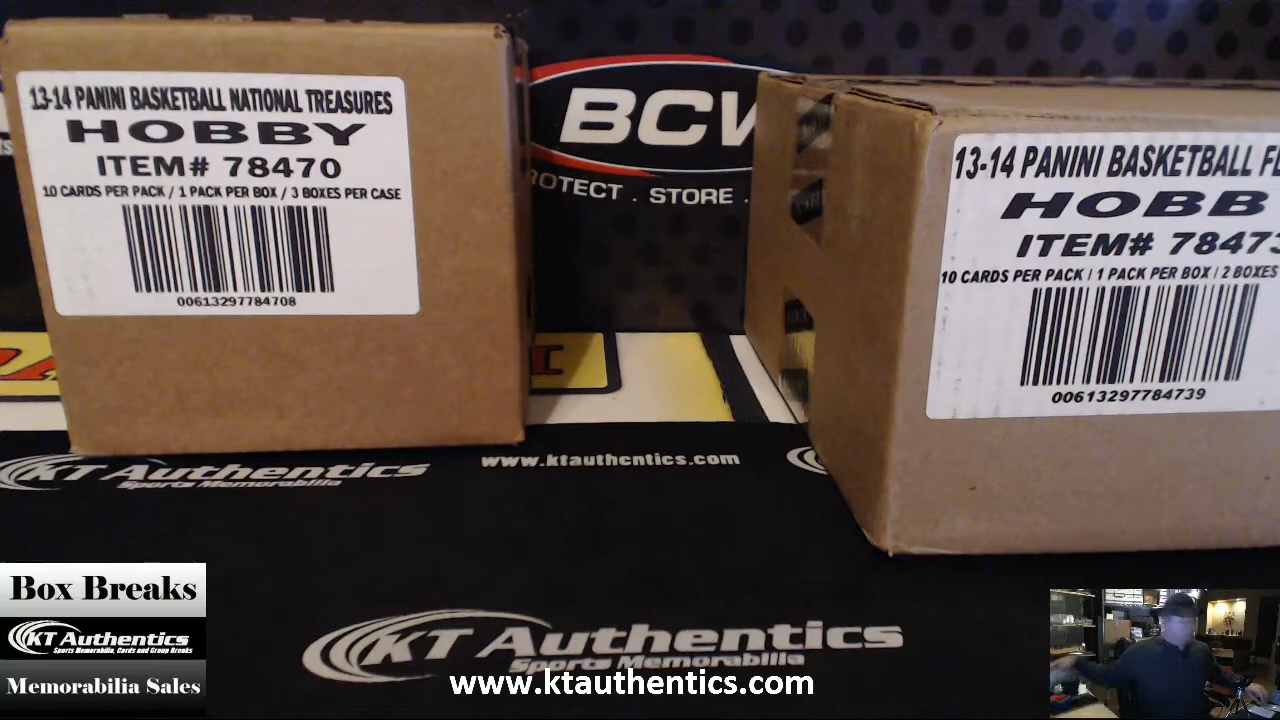 13-14 PANINI BASKETBALL NATIONAL TREASURES
HOBBY
ITEM# 78470
10 CARDS PER PACK / 1 PACK PER BOX / 3 BOXES PER CASE
00613297784708
BCW
PROTECT . STORE .
13-14 PANINI BASKETBALL FL
HOBB
ITEM# 78473
10 CARDS PER PACK / 1 PACK PER BOX / 2 BOXES
00613297784739
KT Authentics
Sports Memorabilia
www.ktauthentics.com
KT Authentics
Sports Memorabilia
www.ktauthentics.com
Box Breaks
KT Authentics
Sports Memorabilia, Cards and Group Breaks
Memorabilia Sales